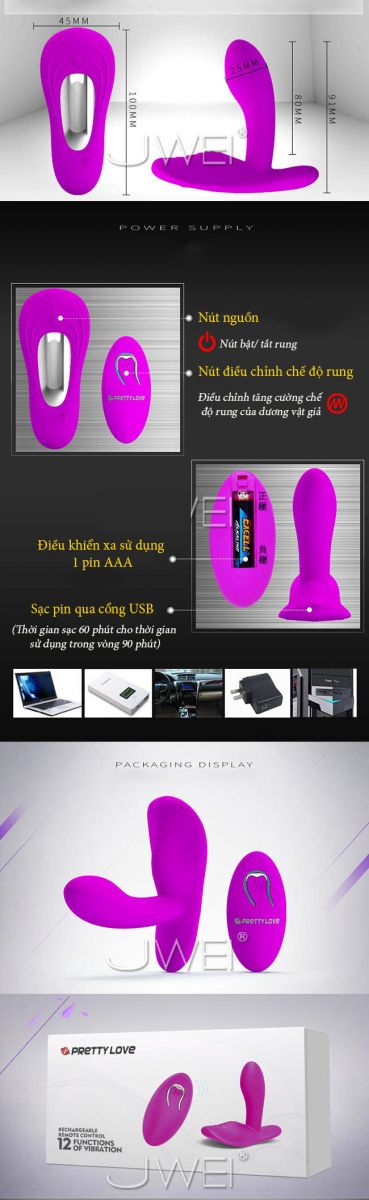 45MM
100MM
25MM
80MM
91MM
JWEI®
POWER SUPPLY
Nút nguồn
Nút bật/ tắt rung
Nút điều chỉnh chế độ rung
Điều chỉnh tăng cường chế
độ rung của dương vật giả
PRETTYLOVE
Điều khiển xa sử dụng
1 pin AAA
正極
EXCELL
ALKALINE
負極
Sạc pin qua cổng USB
(Thời gian sạc 60 phút cho thời gian
sử dụng trong vòng 90 phút)
PACKAGING DISPLAY
PRETTYLOVE
JWEI®
PRETTYLOVE
RECHARGEABLE
REMOTE CONTROL
12 FUNCTIONS
OF VIBRATION
JWEI®